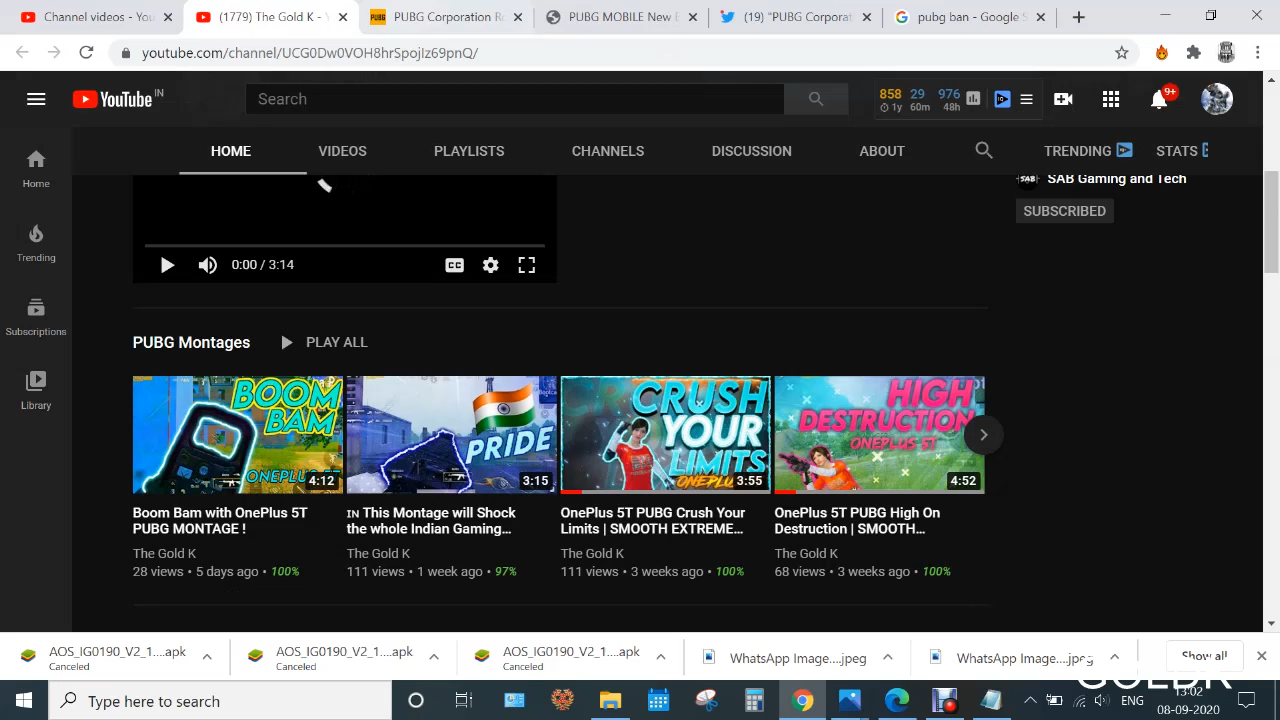 Channel videos - You
(1779) The Gold K -
PUBG Corporation R
PUBG MOBILE New
(19) "PUBG Corporat
pubg ban - Google S
youtube.com/channel/UCG0Dw0VOH8hrSpojIz69pnQ/
YouTube IN
Search
858 29 976
1y 60m 48h
9+
HOME VIDEOS PLAYLISTS CHANNELS DISCUSSION ABOUT TRENDING STATS
Home
Trending
Subscriptions
Library
SAB Gaming and Tech
SUBSCRIBED
0:00 / 3:14
CC
PUBG Montages PLAY ALL
BOOM BAM
ONEPLUS 5T
4:12
PRIDE
3:15
CRUSH YOUR LIMITS
3:55
HIGH DESTRUCTION
ONEPLUS 5T
4:52
Boom Bam with OnePlus 5T
PUBG MONTAGE !
The Gold K
28 views • 5 days ago • 100%
IN This Montage will Shock
the whole Indian Gaming...
The Gold K
111 views • 1 week ago • 97%
OnePlus 5T PUBG Crush Your
Limits | SMOOTH EXTREME...
The Gold K
111 views • 3 weeks ago • 100%
OnePlus 5T PUBG High On
Destruction | SMOOTH...
The Gold K
68 views • 3 weeks ago • 100%
AOS_IG0190_V2_1....apk
Canceled
AOS_IG0190_V2_1....apk
Canceled
AOS_IG0190_V2_1....apk
Canceled
WhatsApp Image....jpeg
WhatsApp Image....jpeg
Show all
Type here to search
ENG
13:02
08-09-2020